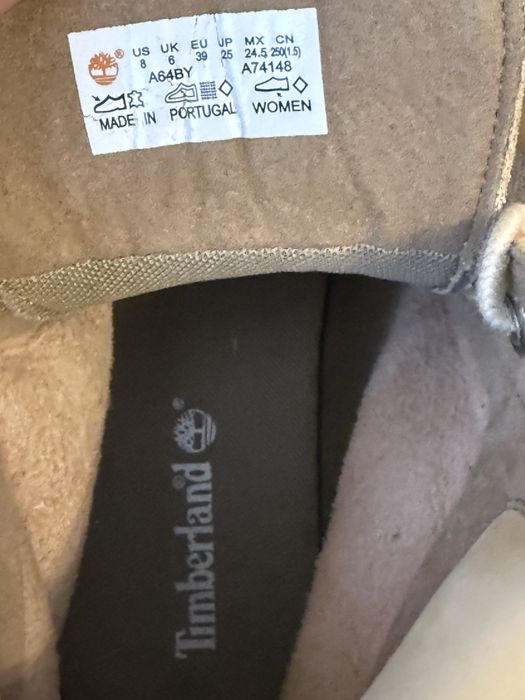 ® US UK EU JP MX CN
8 6 39 25 24.5 250(1.5)
A64BY A74148
MADE IN PORTUGAL WOMEN
Timberland ®